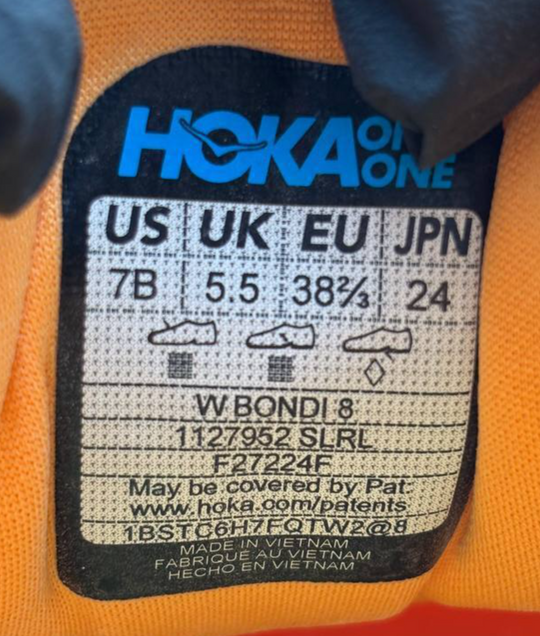 HOKA
ONE
US UK EU JPN
7B 5.5 38⅔ 24
W BONDI 8
1127952 SLRL
F27224F
May be covered by Pat:
www.hoka.com/patents
1BSTC6H7FQTW2@8
MADE IN VIETNAM
FABRIQUÉ AU VIETNAM
HECHO EN VIETNAM